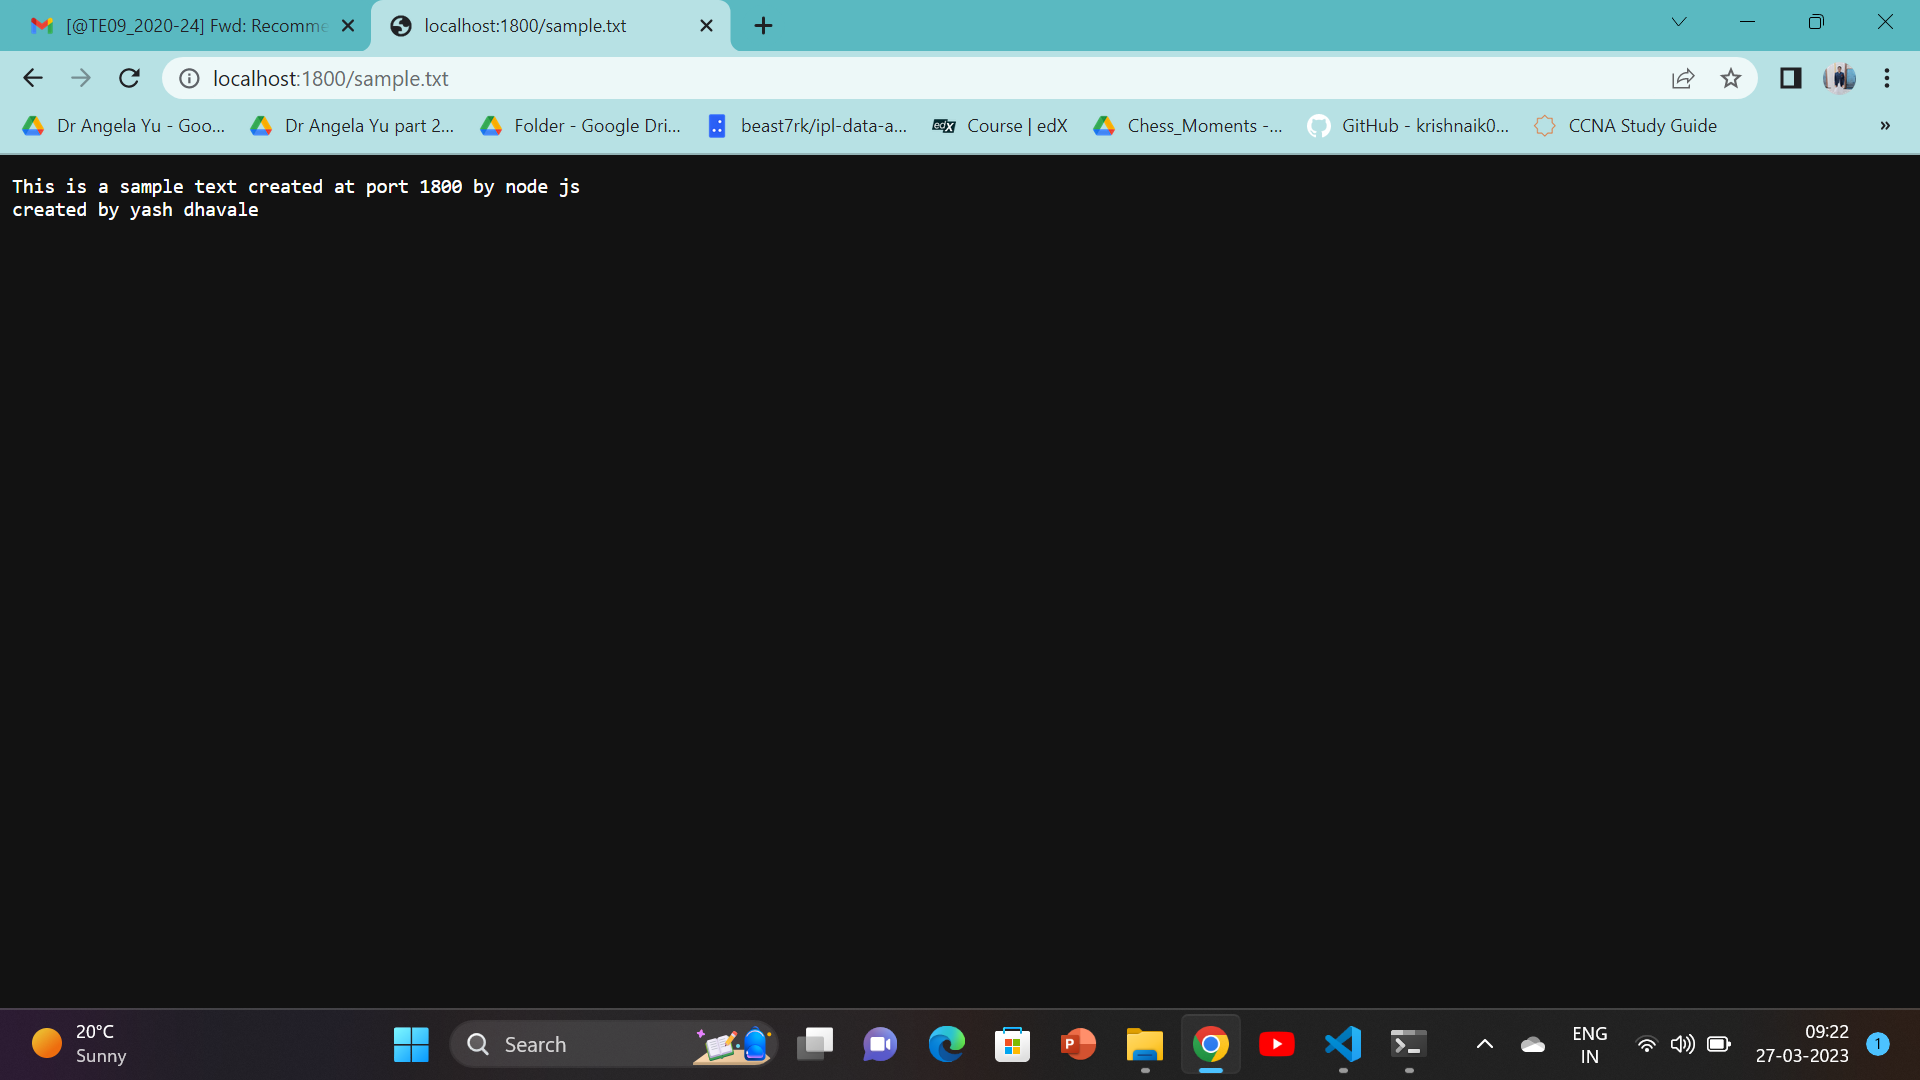 [@TE09_2020-24] Fwd: Recomme
localhost:1800/sample.txt
localhost:1800/sample.txt
Dr Angela Yu - Goo...
Dr Angela Yu part 2...
Folder - Google Dri...
beast7rk/ipl-data-a...
edX
Course | edX
Chess_Moments -...
GitHub - krishnaik0...
CCNA Study Guide
»
This is a sample text created at port 1800 by node js
created by yash dhavale
20°C
Sunny
Search
P
ENG
IN
09:22
27-03-2023
1